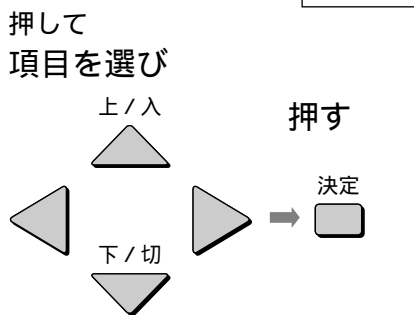 押して
項目を選び
上 / 入
押す
決定
下 / 切